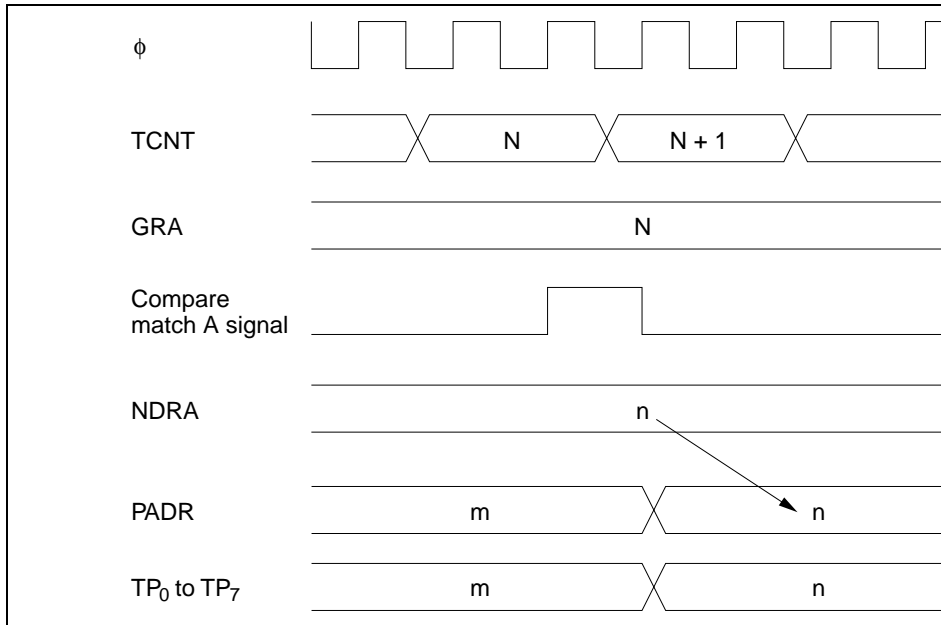 φ
TCNT N N + 1
GRA N
Compare
match A signal
NDRA n
PADR m n
TP₀ to TP₇ m n